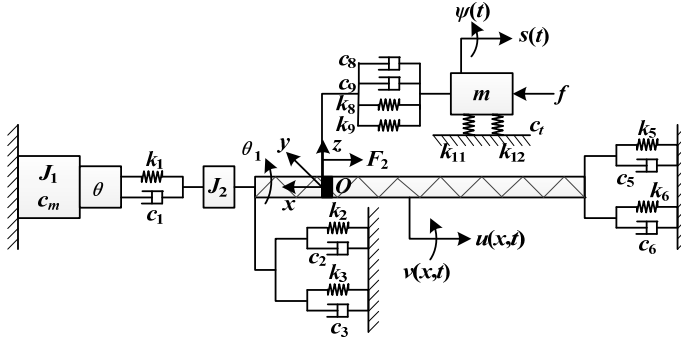 ψ(t)
s(t)
c₈
c₉
k₈
k₉
m
f
cₜ
k₁₁
k₁₂
k₅
c₅
k₆
c₆
J₁
cₘ
θ
k₁
c₁
J₂
θ₁
y
z
F₂
x
O
k₂
c₂
k₃
c₃
u(x,t)
v(x,t)